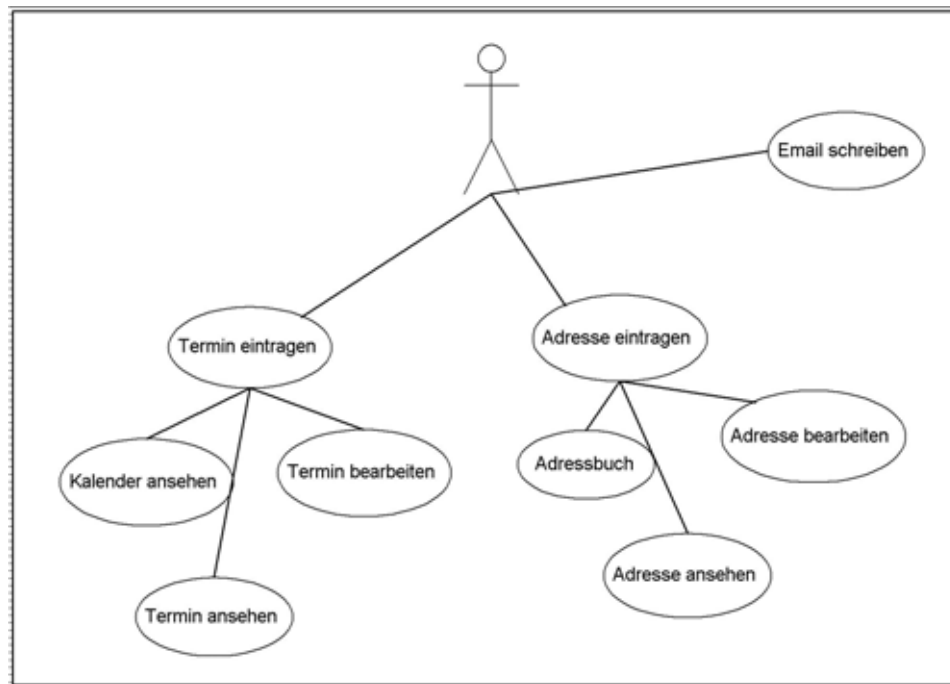 Email schreiben
Termin eintragen
Adresse eintragen
Kalender ansehen
Termin bearbeiten
Adressbuch
Adresse bearbeiten
Termin ansehen
Adresse ansehen